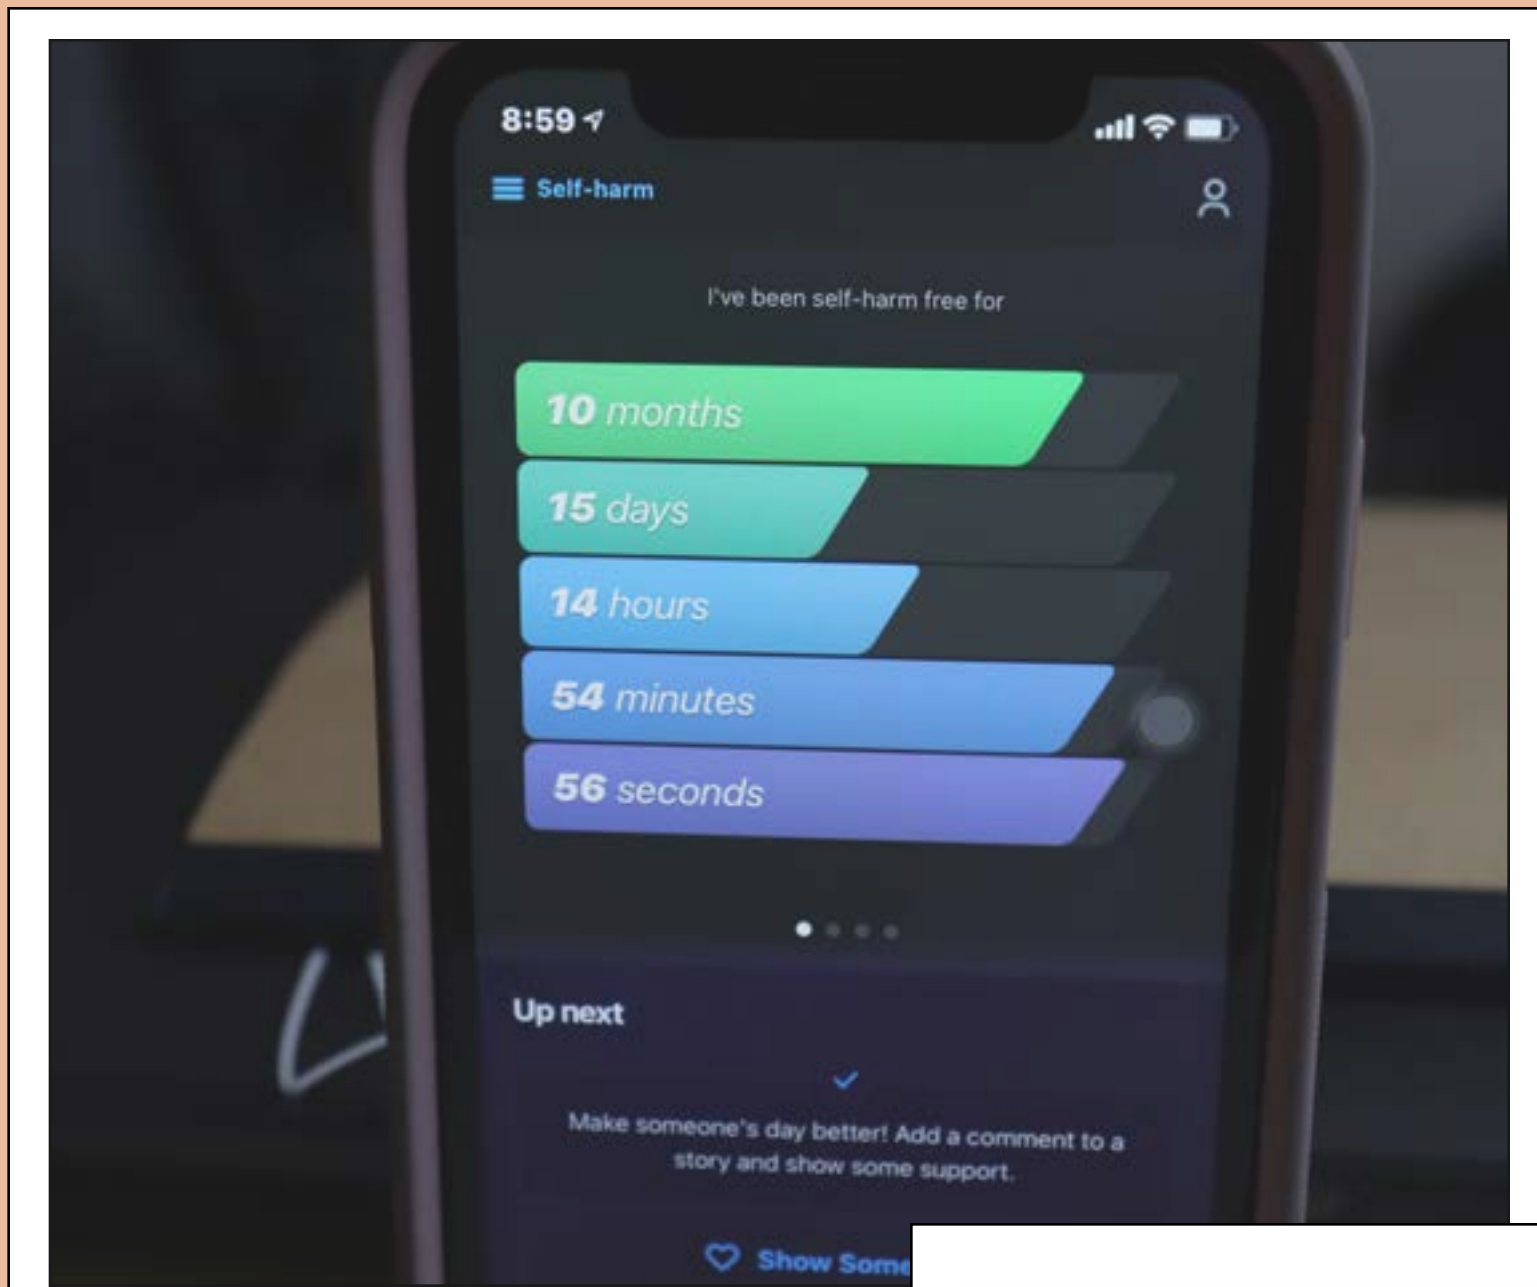 8:59
Self-harm
I've been self-harm free for
10 months
15 days
14 hours
54 minutes
56 seconds
Up next
Make someone's day better! Add a comment to a
story and show some support.
Show Some